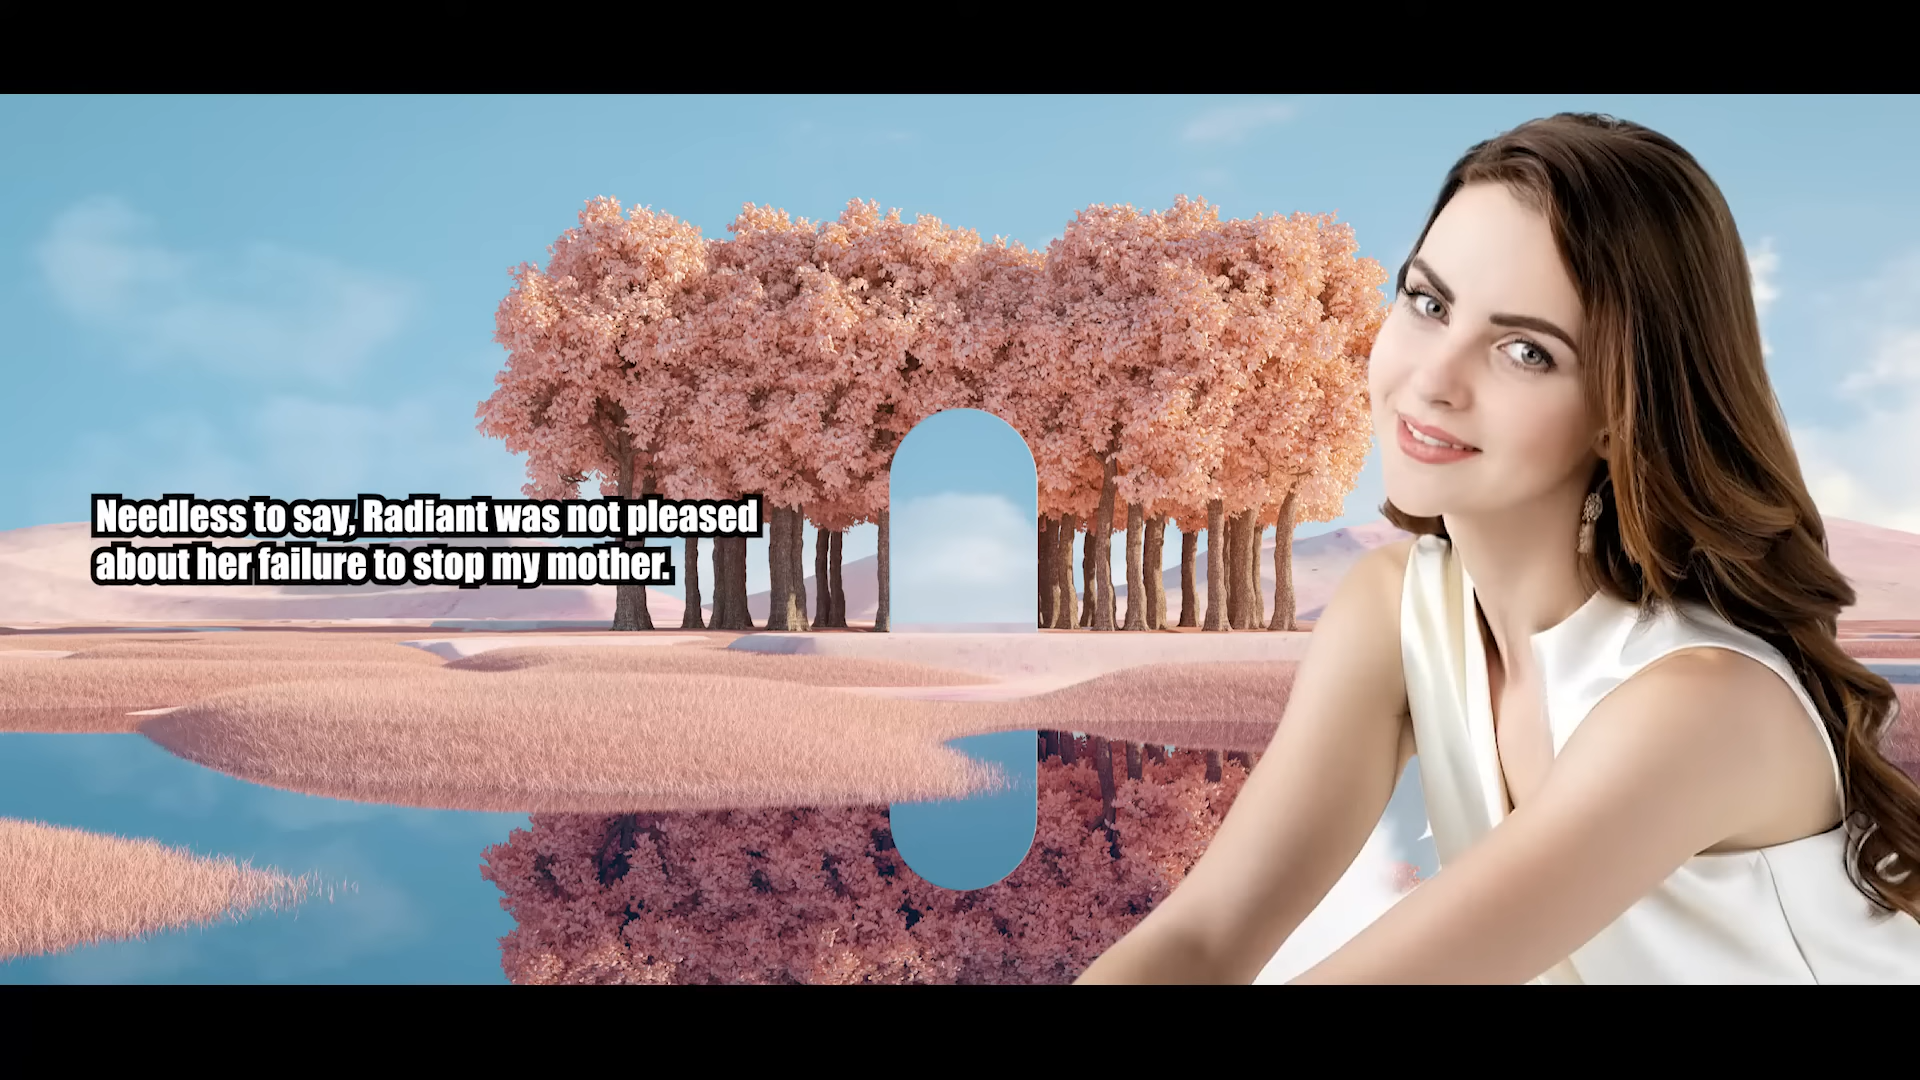 Needless to say, Radiant was not pleased
about her failure to stop my mother.